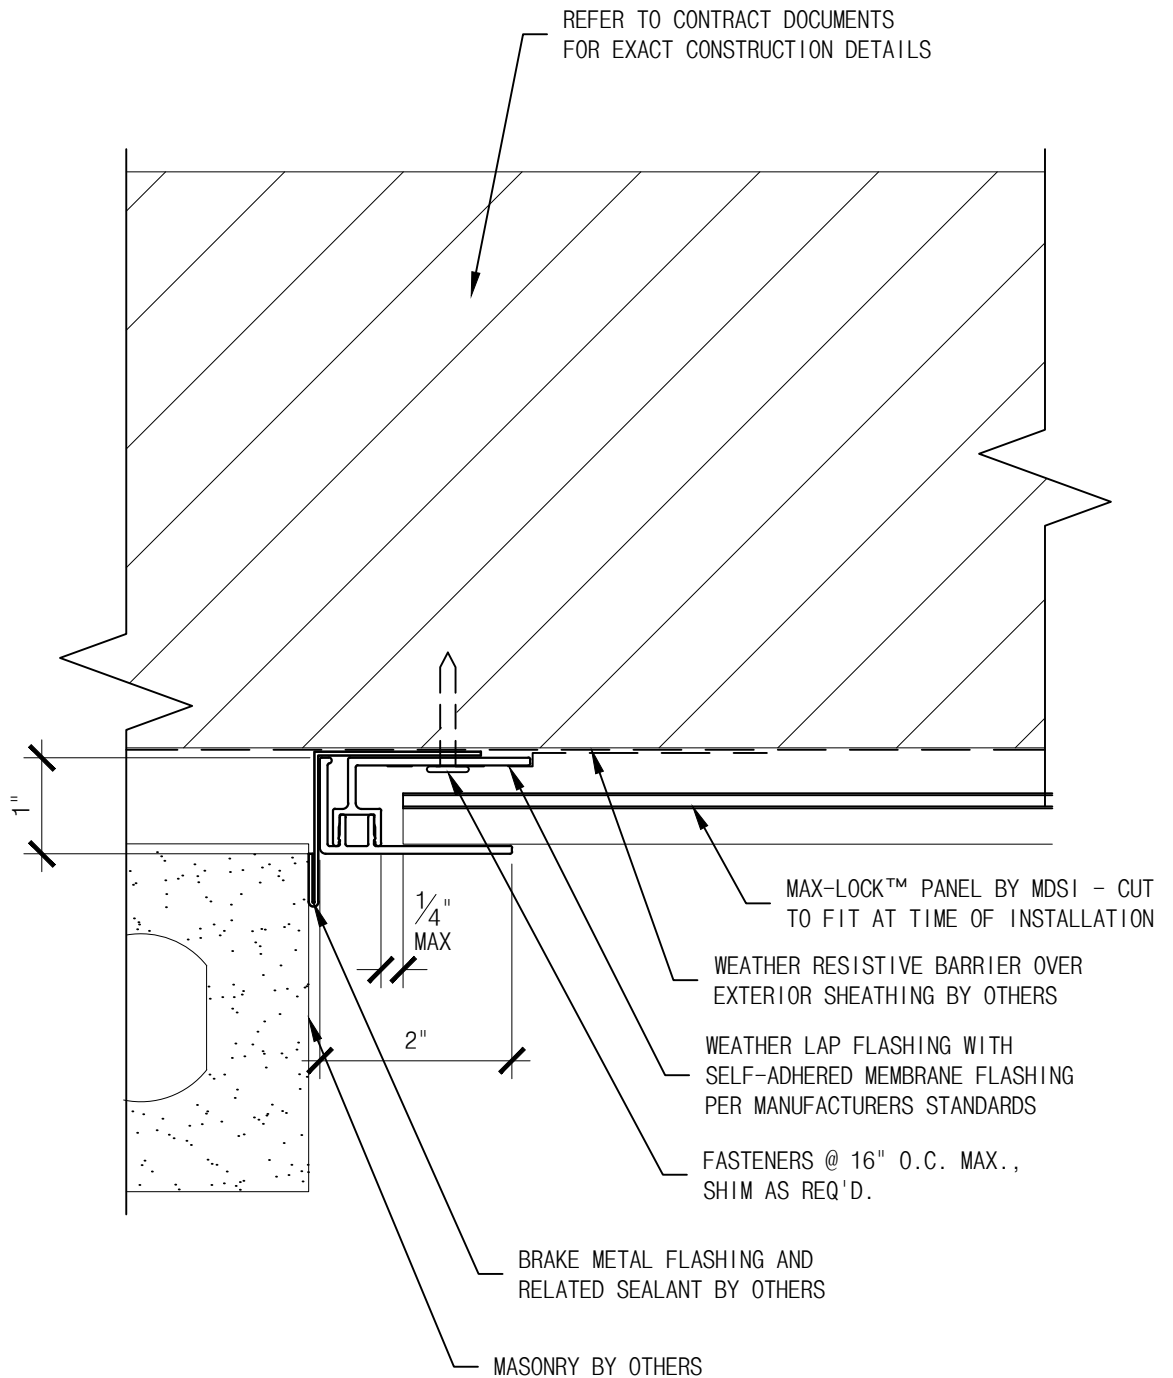 REFER TO CONTRACT DOCUMENTS
FOR EXACT CONSTRUCTION DETAILS
1"
1/4"
MAX
2"
MAX-LOCK™ PANEL BY MDSI - CUT
TO FIT AT TIME OF INSTALLATION
WEATHER RESISTIVE BARRIER OVER
EXTERIOR SHEATHING BY OTHERS
WEATHER LAP FLASHING WITH
SELF-ADHERED MEMBRANE FLASHING
PER MANUFACTURERS STANDARDS
FASTENERS @ 16" O.C. MAX.,
SHIM AS REQ'D.
BRAKE METAL FLASHING AND
RELATED SEALANT BY OTHERS
MASONRY BY OTHERS